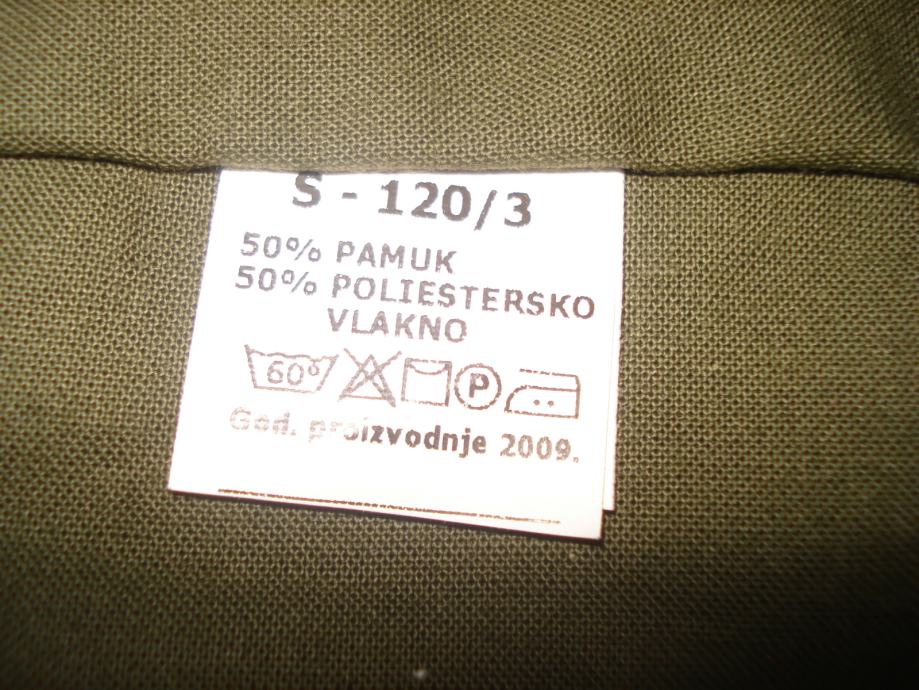 S - 120/3
50% PAMUK
50% POLIESTERSKO
VLAKNO
60° P
God. proizvodnje 2009.